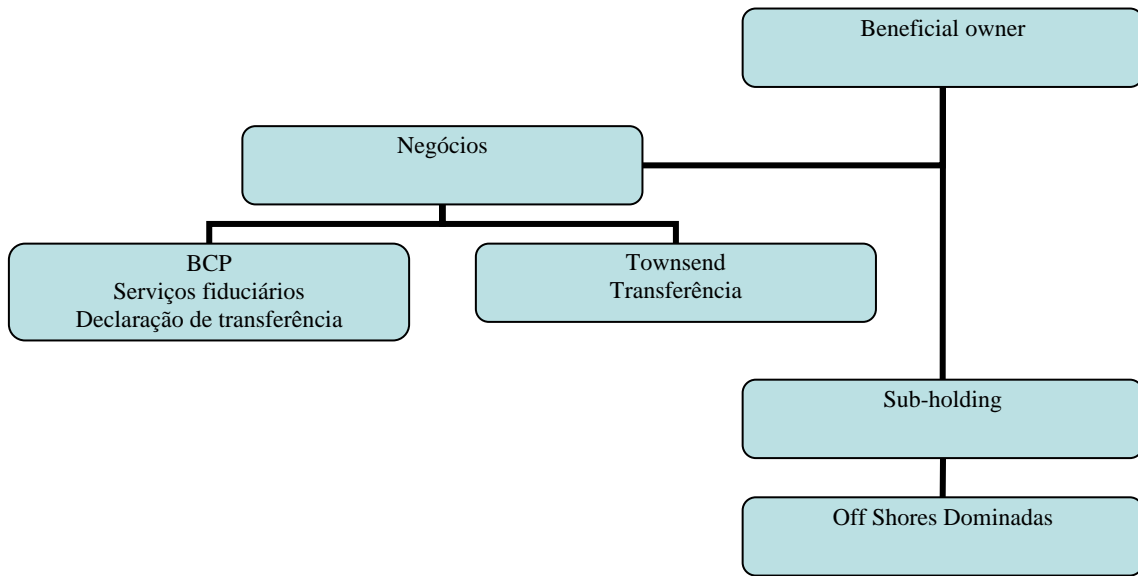 Beneficial owner
Negócios
BCP
Serviços fiduciários
Declaração de transferência
Townsend
Transferência
Sub-holding
Off Shores Dominadas